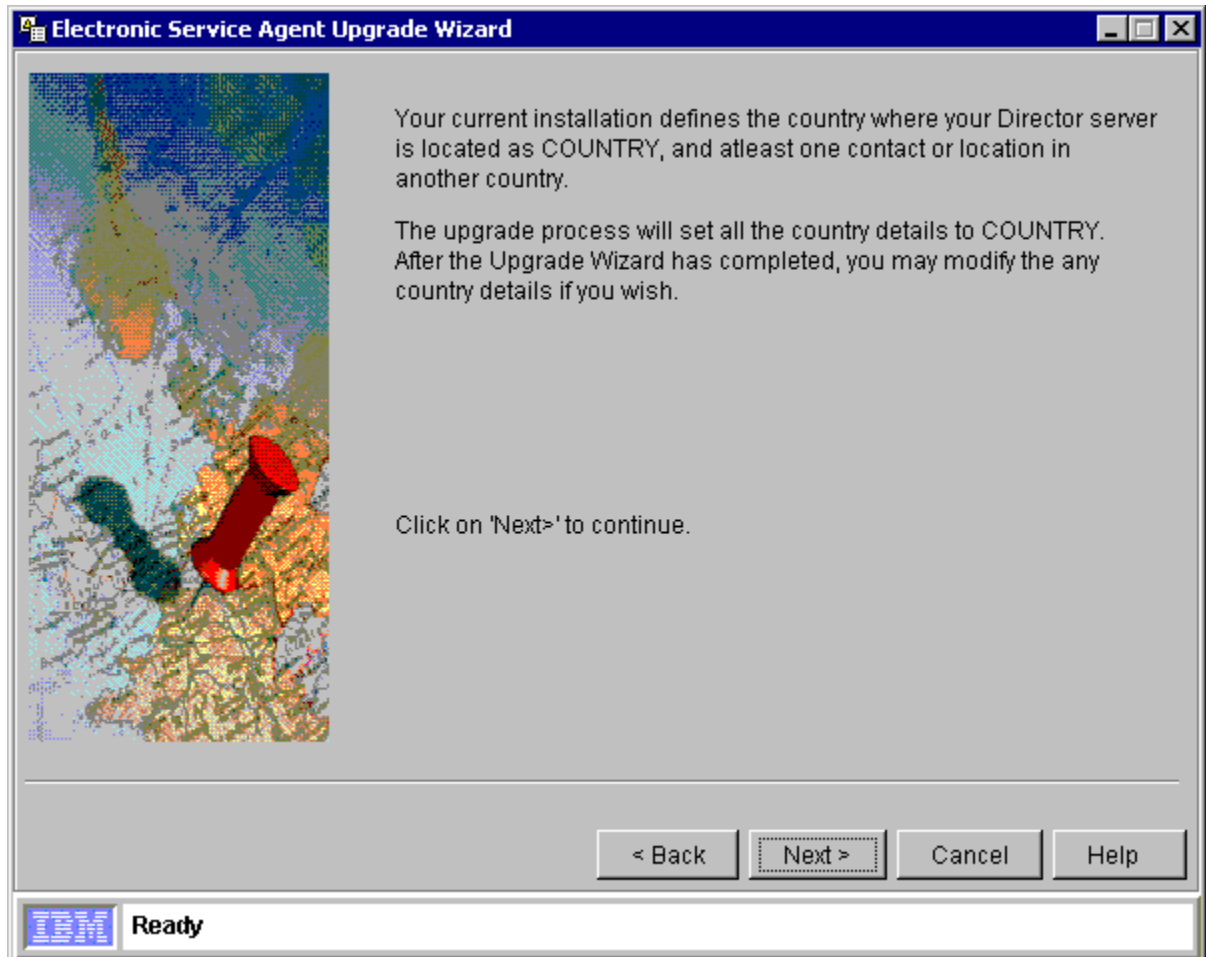 Electronic Service Agent Upgrade Wizard
Your current installation defines the country where your Director server
is located as COUNTRY, and atleast one contact or location in
another country.
The upgrade process will set all the country details to COUNTRY.
After the Upgrade Wizard has completed, you may modify the any
country details if you wish.
Click on 'Next>' to continue.
< Back
Next >
Cancel
Help
IBM
Ready